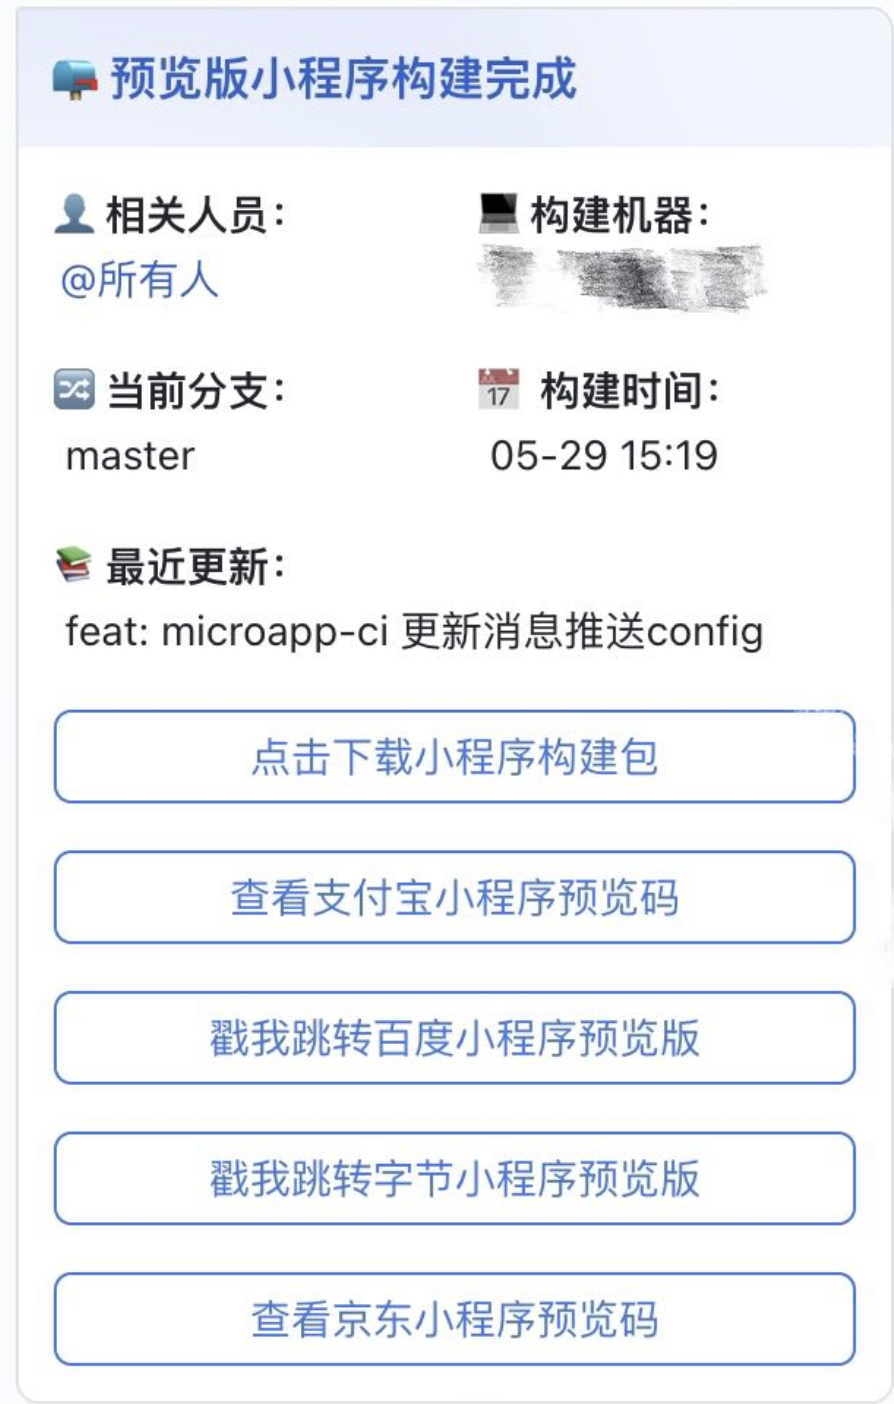 预览版小程序构建完成
相关人员：
构建机器：
@所有人
当前分支：
构建时间：
master
05-29 15:19
最近更新：
feat: microapp-ci 更新消息推送config
点击下载小程序构建包
查看支付宝小程序预览码
戳我跳转百度小程序预览版
戳我跳转字节小程序预览版
查看京东小程序预览码